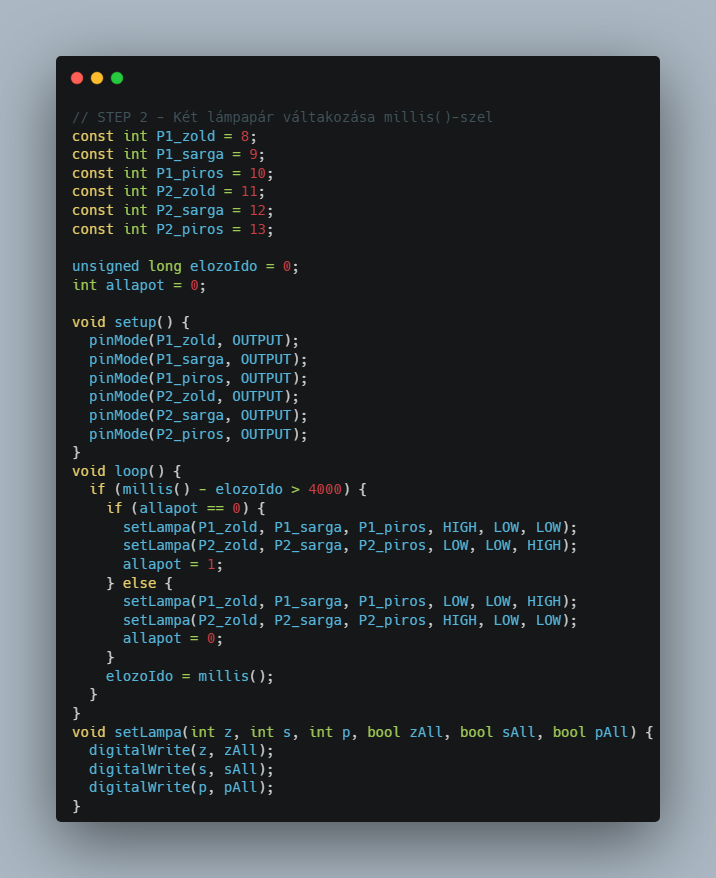 // STEP 2 - Két lámpapár váltakozása millis()-szel
const int P1_zold = 8;
const int P1_sarga = 9;
const int P1_piros = 10;
const int P2_zold = 11;
const int P2_sarga = 12;
const int P2_piros = 13;

unsigned long elozoIdo = 0;
int allapot = 0;

void setup() {
  pinMode(P1_zold, OUTPUT);
  pinMode(P1_sarga, OUTPUT);
  pinMode(P1_piros, OUTPUT);
  pinMode(P2_zold, OUTPUT);
  pinMode(P2_sarga, OUTPUT);
  pinMode(P2_piros, OUTPUT);
}
void loop() {
  if (millis() - elozoIdo > 4000) {
    if (allapot == 0) {
      setLampa(P1_zold, P1_sarga, P1_piros, HIGH, LOW, LOW);
      setLampa(P2_zold, P2_sarga, P2_piros, LOW, LOW, HIGH);
      allapot = 1;
    } else {
      setLampa(P1_zold, P1_sarga, P1_piros, LOW, LOW, HIGH);
      setLampa(P2_zold, P2_sarga, P2_piros, HIGH, LOW, LOW);
      allapot = 0;
    }
    elozoIdo = millis();
  }
}
void setLampa(int z, int s, int p, bool zAll, bool sAll, bool pAll) {
  digitalWrite(z, zAll);
  digitalWrite(s, sAll);
  digitalWrite(p, pAll);
}